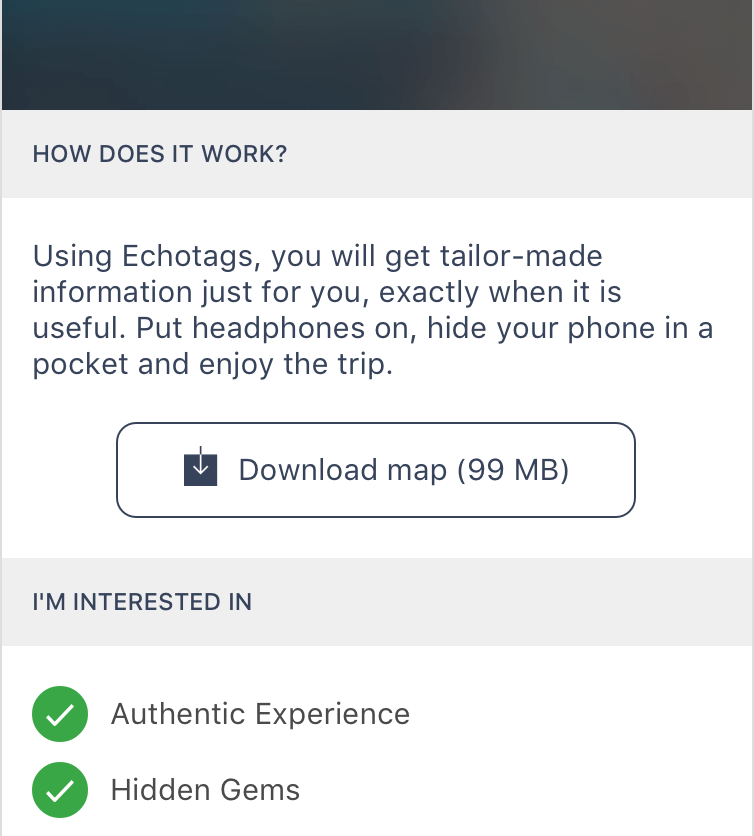 HOW DOES IT WORK?
Using Echotags, you will get tailor-made
information just for you, exactly when it is
useful. Put headphones on, hide your phone in a
pocket and enjoy the trip.
Download map (99 MB)
I'M INTERESTED IN
Authentic Experience
Hidden Gems